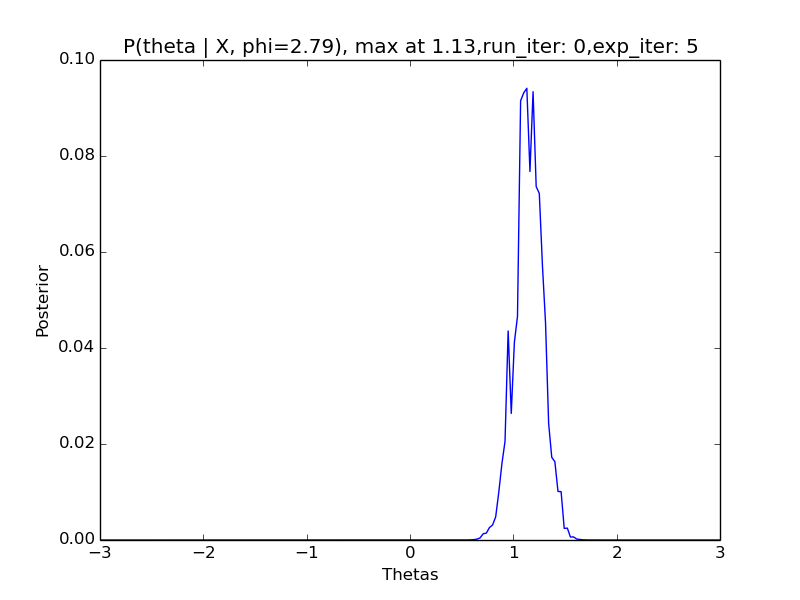 P(theta | X, phi=2.79), max at 1.13,run_iter: 0,exp_iter: 5
0.10
0.08
0.06
0.04
0.02
0.00
Posterior
−3 −2 −1 0 1 2 3
Thetas